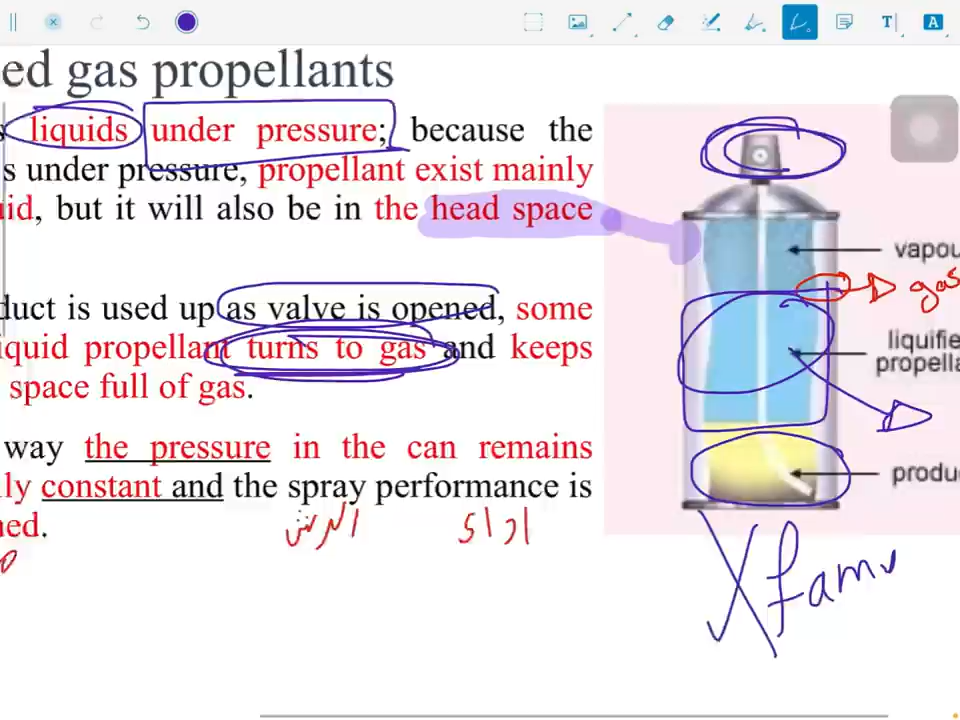 ed gas propellants
liquids under pressure; because the
s under pressure, propellant exist mainly
uid, but it will also be in the head space
duct is used up as valve is opened, some
iquid propellant turns to gas and keeps
space full of gas.
way the pressure in the can remains
ly constant and the spray performance is
ned.
اداء الرش
vapou
gas
liquifie
propella
produc